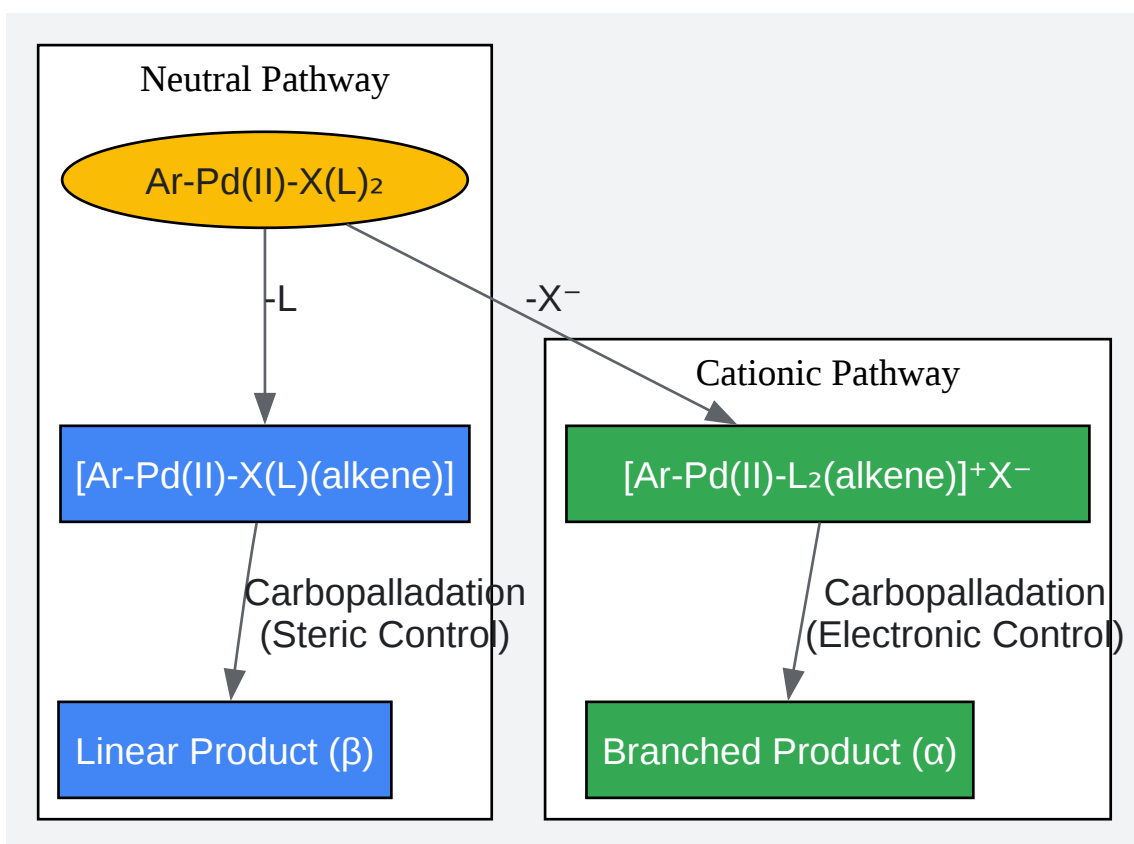 Neutral Pathway
Ar-Pd(II)-X(L)₂
-L
-X⁻
Cationic Pathway
[Ar-Pd(II)-X(L)(alkene)]
[Ar-Pd(II)-L₂(alkene)]⁺X⁻
Carbopalladation
(Steric Control)
Carbopalladation
(Electronic Control)
Linear Product (β)
Branched Product (α)